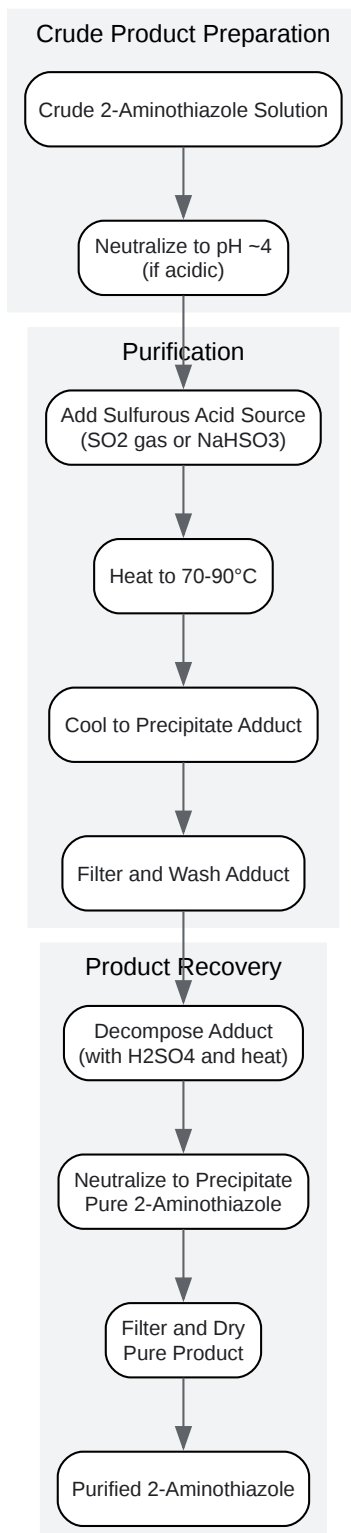 Crude Product Preparation
Crude 2-Aminothiazole Solution
Neutralize to pH ~4
(if acidic)
Purification
Add Sulfurous Acid Source
(SO2 gas or NaHSO3)
Heat to 70-90°C
Cool to Precipitate Adduct
Filter and Wash Adduct
Product Recovery
Decompose Adduct
(with H2SO4 and heat)
Neutralize to Precipitate
Pure 2-Aminothiazole
Filter and Dry
Pure Product
Purified 2-Aminothiazole